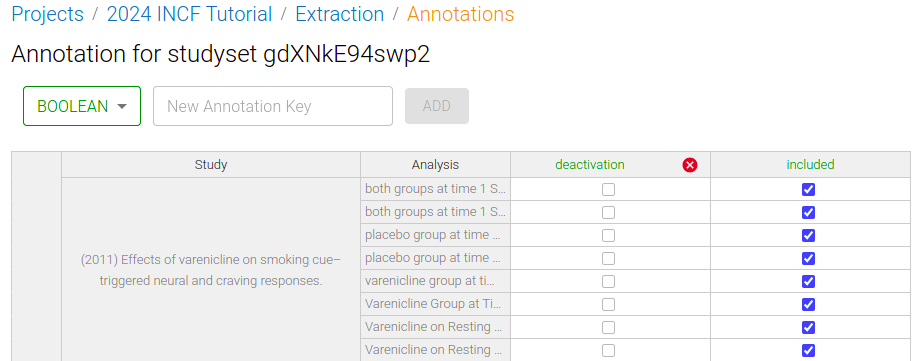 Projects / 2024 INCF Tutorial / Extraction / Annotations
Annotation for studyset gdXNkE94swp2
BOOLEAN New Annotation Key ADD
Study Analysis deactivation included
both groups at time 1 S...
both groups at time 1 S...
placebo group at time ...
(2011) Effects of varenicline on smoking cue–
triggered neural and craving responses.
placebo group at time ...
varenicline group at ti...
Varenicline Group at Ti...
Varenicline on Resting ...
Varenicline on Resting ...